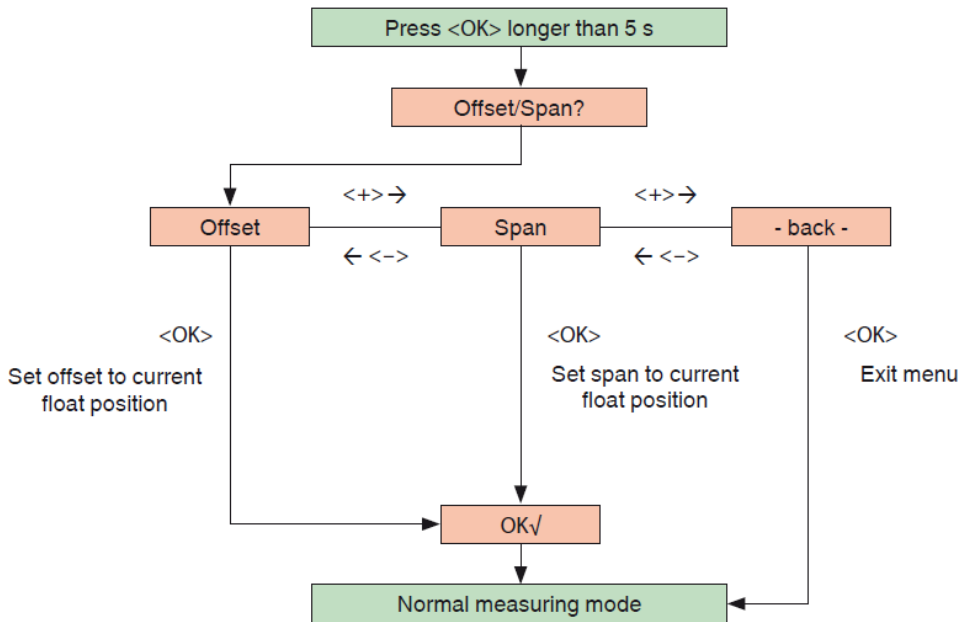 Press <OK> longer than 5 s
Offset/Span?
<+>→
<+>→
Offset
Span
- back -
←<->
←<->
<OK>
<OK>
<OK>
Set offset to current
float position
Set span to current
float position
Exit menu
OK√
Normal measuring mode